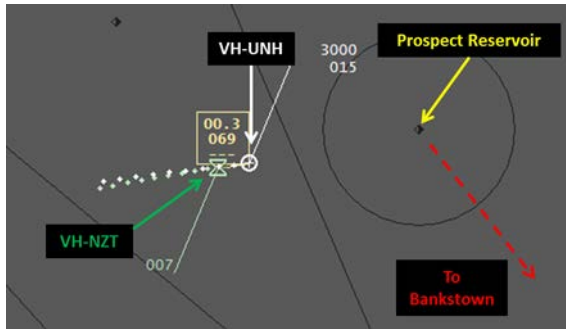 VH-UNH
3000
015
Prospect Reservoir
00.3
069
VH-NZT
007
To
Bankstown